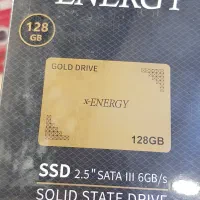 x-ENERGY
128
GB
GOLD DRIVE
x-ENERGY
128GB
SSD 2.5" SATA III 6GB/s
SOLID STATE DRIVE